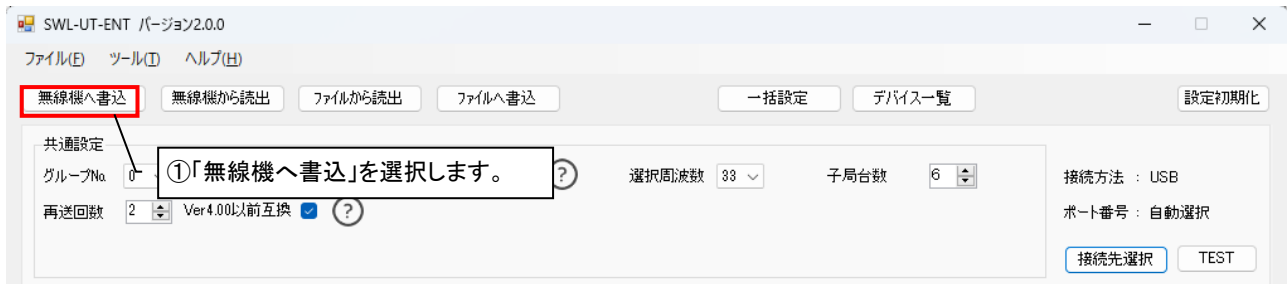 SWL-UT-ENT バージョン2.0.0
ファイル(F) ツール(T) ヘルプ(H)
無線機へ書込 無線機から読出 ファイルから読出 ファイルへ書込 一括設定 デバイス一覧 設定初期化
共通設定
グループNo. 0 ①「無線機へ書込」を選択します。 ? 選択周波数 33 子局台数 6
再送回数 2 Ver4.00以前互換 ?
接続方法 : USB
ポート番号 : 自動選択
接続先選択 TEST